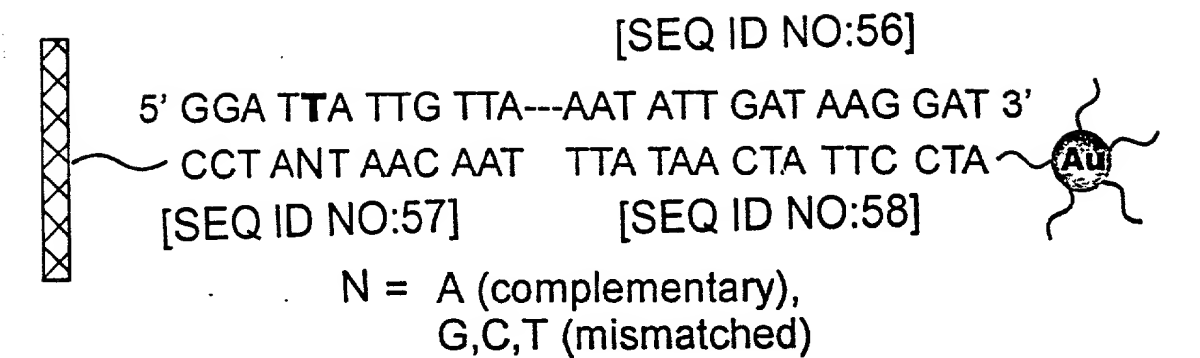 [SEQ ID NO:56]
5' GGA TTA TTG TTA---AAT ATT GAT AAG GAT 3'
CCT ANT AAC AAT TTA TAA CTA TTC CTA Au
[SEQ ID NO:57] [SEQ ID NO:58]
N = A (complementary),
G,C,T (mismatched)